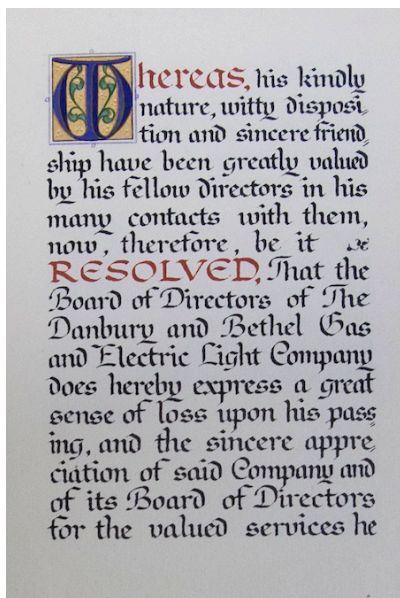 Whereas, his kindly
nature, witty disposi-
tion and sincere friend-
ship have been greatly valued
by his fellow directors in his
many contacts with them,
now, therefore, be it
RESOLVED, That the
Board of Directors of The
Danbury and Bethel Gas
and Electric Light Company
does hereby express a great
sense of loss upon his pass-
ing, and the sincere appre-
ciation of said Company and
of its Board of Directors
for the valued services he